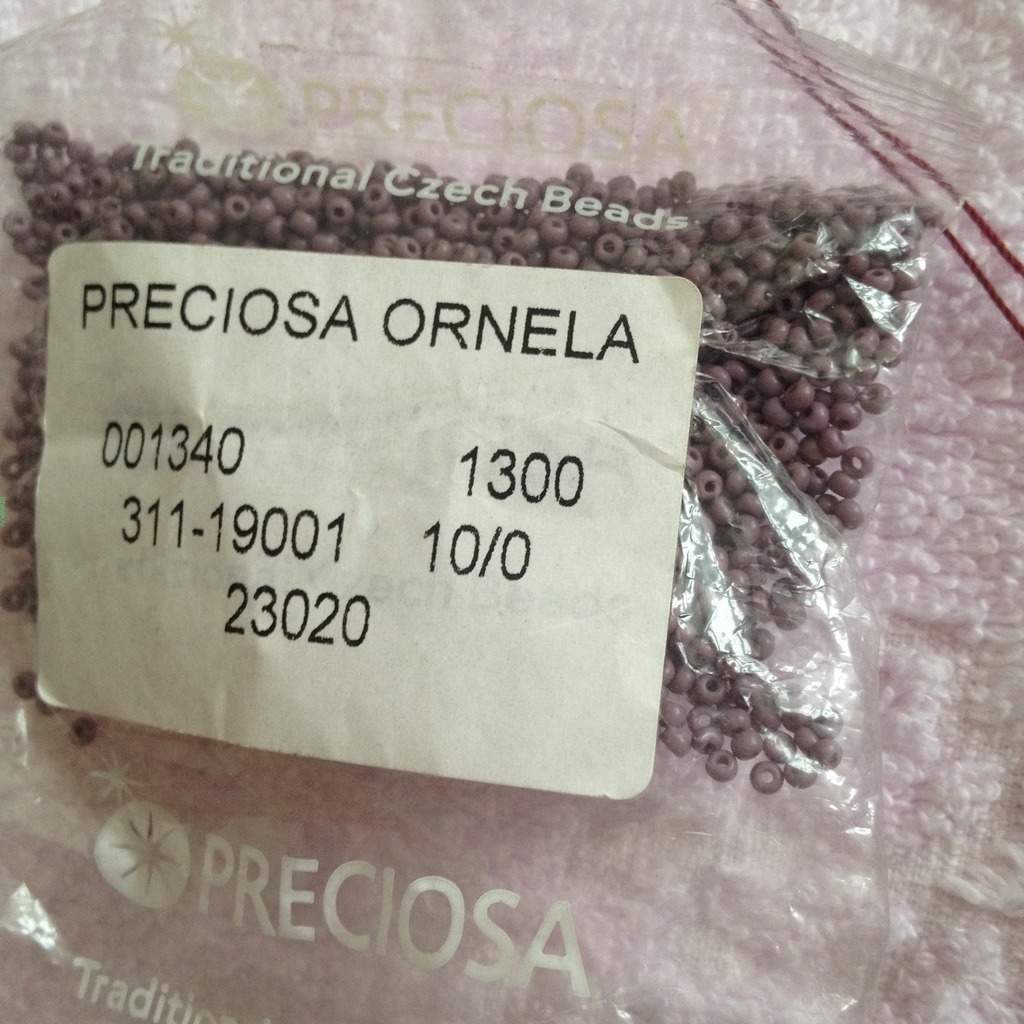 PRECIOSA
Traditional Czech Beads
PRECIOSA ORNELA
001340 1300
311-19001 10/0
23020
PRECIOSA